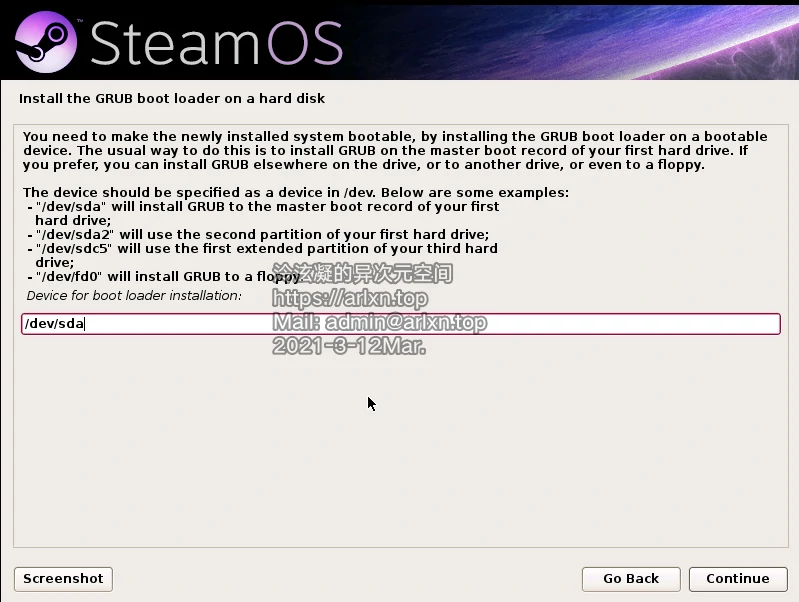 SteamOS
Install the GRUB boot loader on a hard disk
You need to make the newly installed system bootable, by installing the GRUB boot loader on a bootable
device. The usual way to do this is to install GRUB on the master boot record of your first hard drive. If
you prefer, you can install GRUB elsewhere on the drive, or to another drive, or even to a floppy.
The device should be specified as a device in /dev. Below are some examples:
- "/dev/sda" will install GRUB to the master boot record of your first
hard drive;
- "/dev/sda2" will use the second partition of your first hard drive;
- "/dev/sdc5" will use the first extended partition of your third hard
drive;
- "/dev/fd0" will install GRUB to a floppy.
Device for boot loader installation:
/dev/sda
泠泫凝的异次元空间
https://arlxn.top
Mail: admin@arlxn.top
2021-3-12Mar.
Screenshot
Go Back
Continue